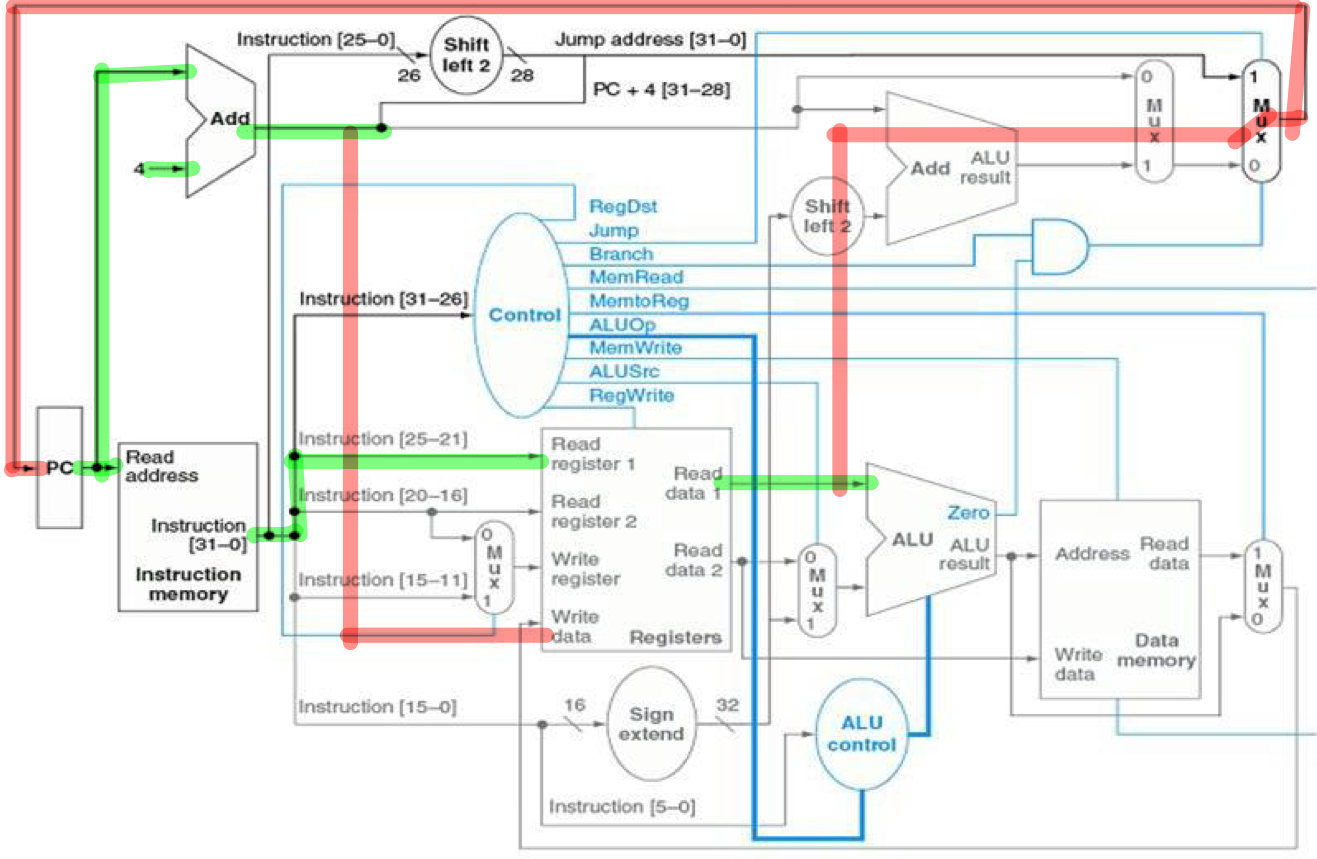 Instruction [25–0]
26
Shift
left 2
28
Jump address [31–0]
PC + 4 [31–28]
Add
4
0
M
u
x
1
1
M
u
x
0
Add
ALU
result
Shift
left 2
RegDst
Jump
Branch
MemRead
MemtoReg
ALUOp
MemWrite
ALUSrc
RegWrite
Control
Instruction [31–26]
PC
Read
address
Instruction
[31–0]
Instruction
memory
Instruction [25–21]
Instruction [20–16]
Instruction [15–11]
0
M
u
x
1
Read
register 1
Read
register 2
Write
register
Write
data
Read
data 1
Read
data 2
Registers
0
M
u
x
1
Zero
ALU
ALU
result
Address
Read
data
Write
data
Data
memory
1
M
u
x
0
Instruction [15–0]
16
Sign
extend
32
ALU
control
Instruction [5–0]